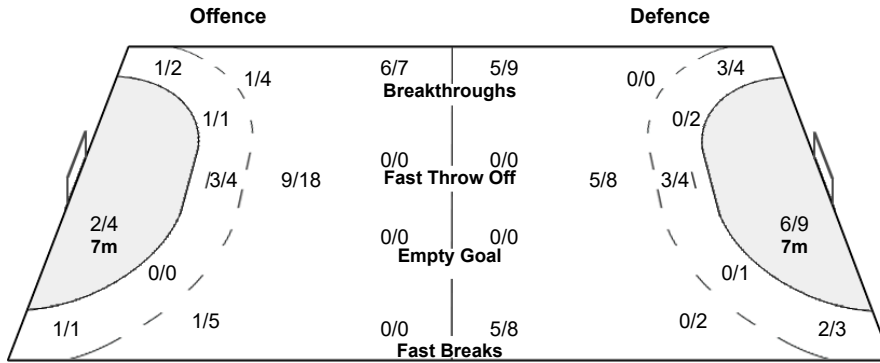 Offence Defence
1/2 1/4 6/7 5/9 0/0 3/4
Breakthroughs
1/1 0/2
0/0 0/0
3/4 9/18 Fast Throw Off 5/8 3/4
2/4 6/9
7m 0/0 0/0 7m
Empty Goal
0/0 0/1
1/1 1/5 0/0 5/8 0/2 2/3
Fast Breaks